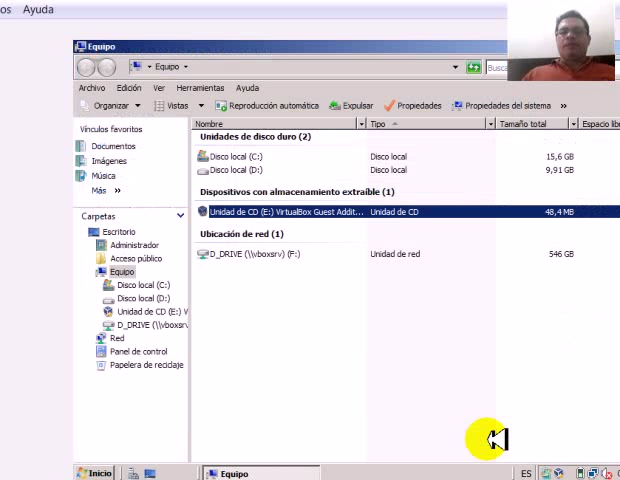 os Ayuda
Equipo
Equipo
Busca
Archivo Edición Ver Herramientas Ayuda
Organizar Vistas Reproducción automática Expulsar Propiedades Propiedades del sistema »
Vínculos favoritos
Documentos
Imágenes
Música
Más »
Carpetas
Escritorio
Administrador
Acceso público
Equipo
Disco local (C:)
Disco local (D:)
Unidad de CD (E:) V
D_DRIVE (\\vboxsrv
Red
Panel de control
Papelera de reciclaje
Nombre Tipo Tamaño total Espacio libr
Unidades de disco duro (2)
Disco local (C:) Disco local 15,6 GB
Disco local (D:) Disco local 9,91 GB
Dispositivos con almacenamiento extraíble (1)
Unidad de CD (E:) VirtualBox Guest Addit... Unidad de CD 48,4 MB
Ubicación de red (1)
D_DRIVE (\\vboxsrv) (F:) Unidad de red 546 GB
Inicio Equipo ES